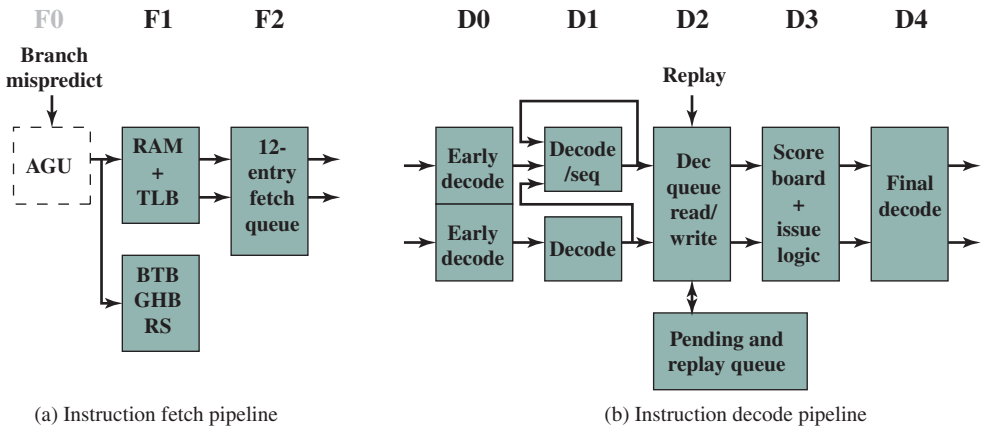 F0 F1 F2 D0 D1 D2 D3 D4
Branch
mispredict
AGU
RAM
+
TLB
BTB
GHB
RS
12-
entry
fetch
queue
(a) Instruction fetch pipeline
Replay
Early
decode
Early
decode
Decode
/seq
Decode
Dec
queue
read/
write
Score
board
+
issue
logic
Final
decode
Pending and
replay queue
(b) Instruction decode pipeline